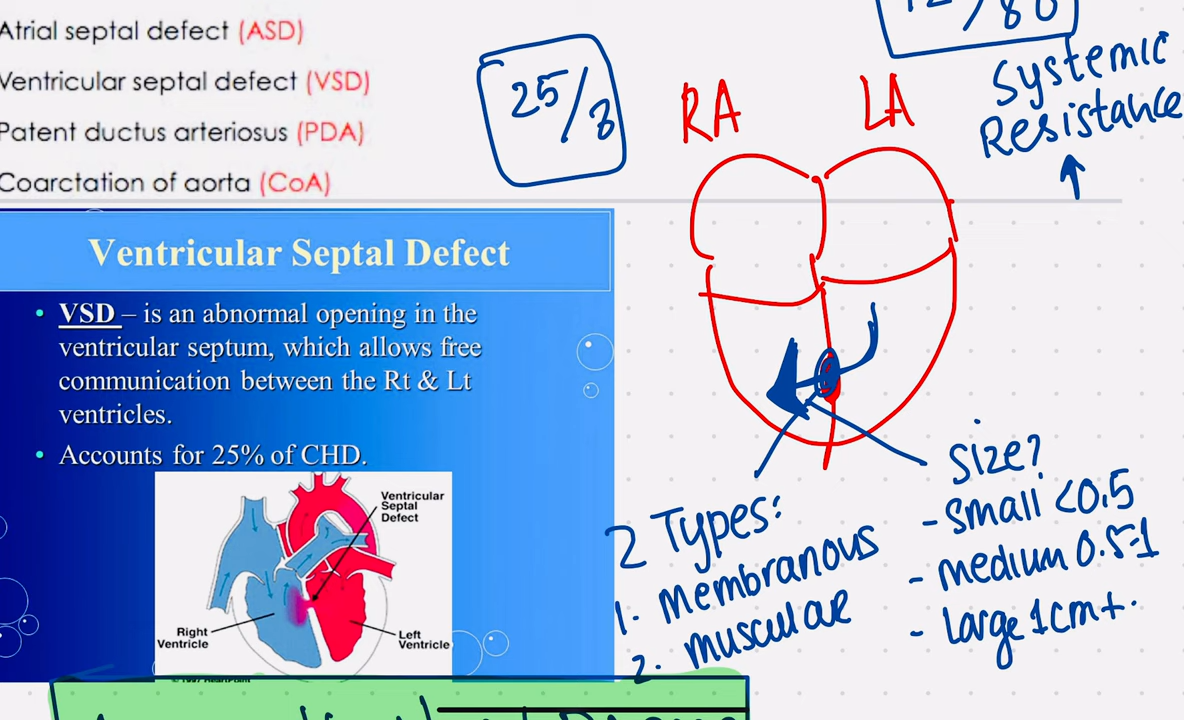 Atrial septal defect (ASD)
Ventricular septal defect (VSD)
Patent ductus arteriosus (PDA)
Coarctation of aorta (CoA)
25/8
/80
RA
LA
Systemic
Resistance
Ventricular Septal Defect
• VSD – is an abnormal opening in the
ventricular septum, which allows free
communication between the Rt & Lt
ventricles.
• Accounts for 25% of CHD.
Ventricular
Septal
Defect
Right
Ventricle
Left
Ventricle
2 Types:
1. Membranous
2. muscular
Size?
- Small <0.5
- medium 0.5-1
- Large 1cm+.